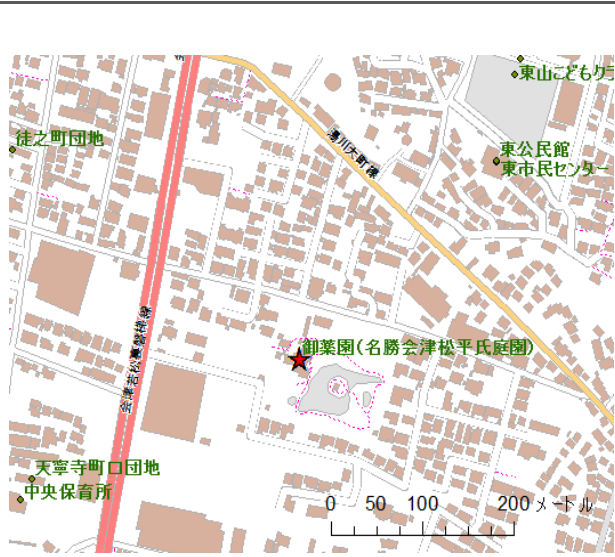 東山こどもクラ
徒之町団地
湯川大町線
東公民館
東市民センター
御薬園(名勝会津松平氏庭園)
会津若松裏磐梯線
天寧寺町口団地
中央保育所
0 50 100 200 メートル